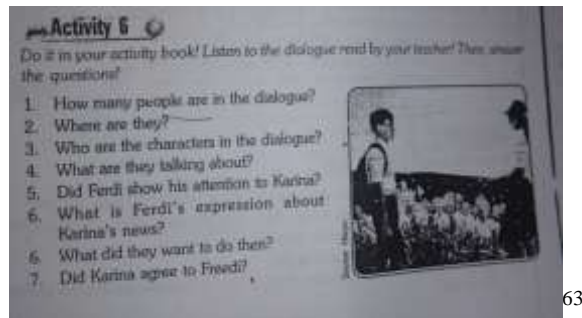 Activity 6
Do it in your activity book! Listen to the dialogue read by your teacher! Then answer
the questions!
1. How many people are in the dialogue?
2. Where are they?
3. Who are the characters in the dialogue?
4. What are they talking about?
5. Did Ferdi show his attention to Karina?
6. What is Ferdi's expression about
Karina's news?
6. What did they want to do then?
7. Did Karina agree to Freedi?
63